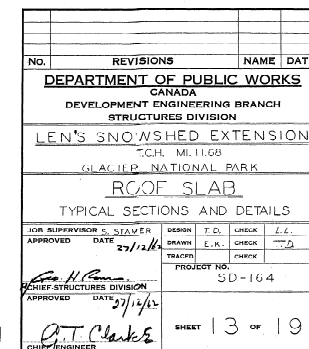 NO. REVISIONS NAME DAT
DEPARTMENT OF PUBLIC WORKS
CANADA
DEVELOPMENT ENGINEERING BRANCH
STRUCTURES DIVISION
LEN'S SNOWSHED EXTENSION
T.C.H. MI. 11.68
GLACIER NATIONAL PARK
ROOF SLAB
TYPICAL SECTIONS AND DETAILS
JOB SUPERVISOR S. STAVER
APPROVED DATE 27/12/62
CHIEF-STRUCTURES DIVISION
APPROVED DATE 27/12/62
G.T. Clarke
CHIEF ENGINEER
DESIGN T.D. CHECK L.L.
DRAWN E.K. CHECK T.D.
TRACED CHECK
PROJECT NO.
SD-164
SHEET 13 OF 19